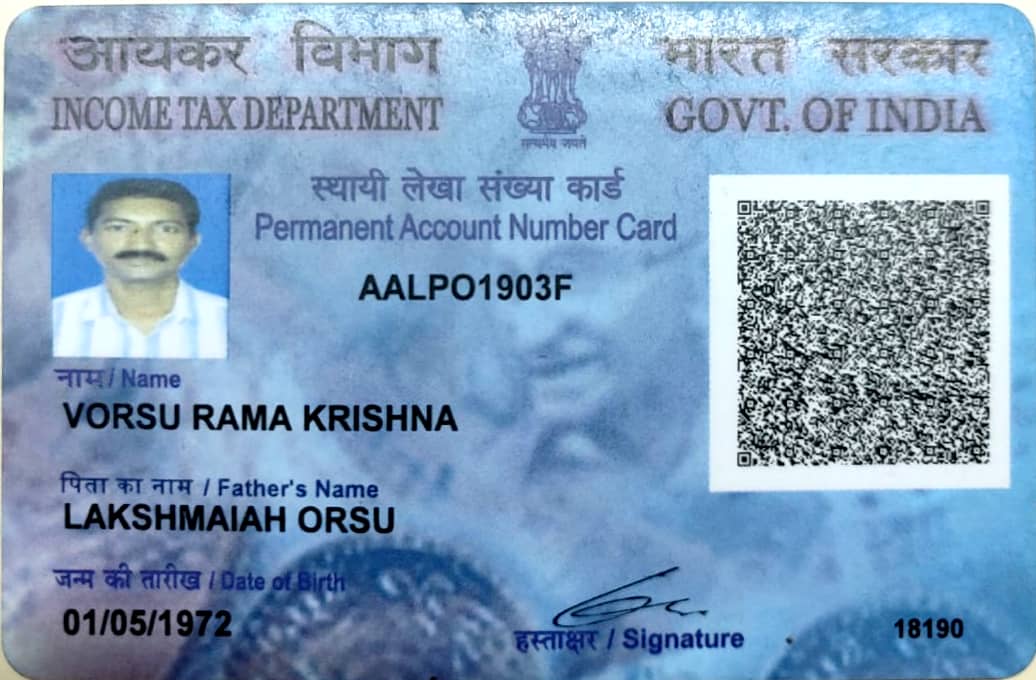 आयकर विभाग
INCOME TAX DEPARTMENT
सत्यमेव जयते
भारत सरकार
GOVT. OF INDIA
स्थायी लेखा संख्या कार्ड
Permanent Account Number Card
AALPO1903F
नाम / Name
VORSU RAMA KRISHNA
पिता का नाम / Father's Name
LAKSHMAIAH ORSU
जन्म की तारीख / Date of Birth
01/05/1972
हस्ताक्षर / Signature
18190